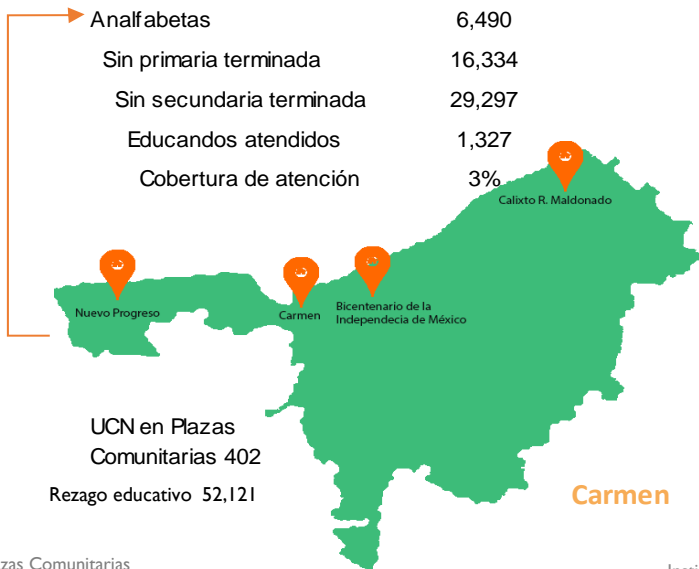 Analfabetas 6,490
Sin primaria terminada 16,334
Sin secundaria terminada 29,297
Educandos atendidos 1,327
Cobertura de atención 3%
Calixto R. Maldonado
Nuevo Progreso
Carmen
Bicentenario de la
Independecia de México
UCN en Plazas
Comunitarias 402
Rezago educativo 52,121
Carmen
Comunitarias